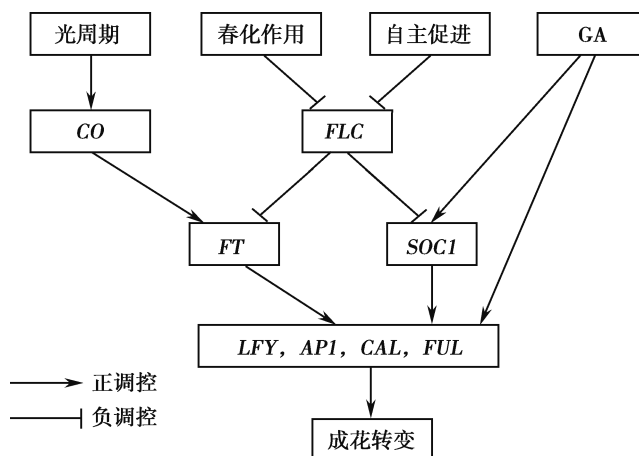 光周期 春化作用 自主促进 GA
CO FLC
FT SOC1
LFY, AP1, CAL, FUL
正调控
负调控
成花转变